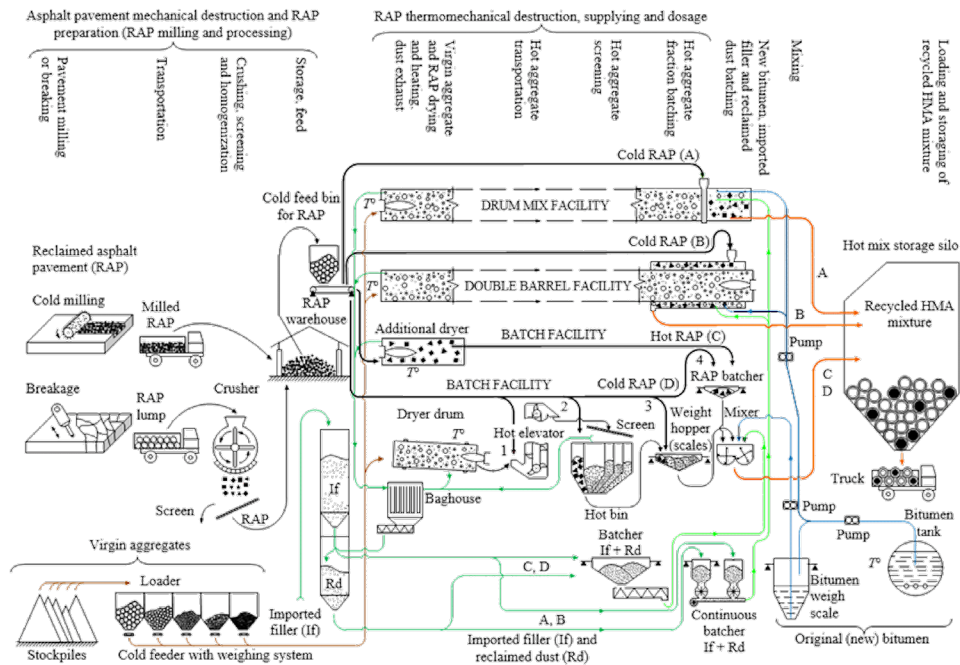 Asphalt pavement mechanical destruction and RAP
preparation (RAP milling and processing)
RAP thermomechanical destruction, supplying and dosage
Pavement milling
or breaking
Transportation
Crushing, screening
and homogenization
Storage, feed
Virgin aggregate
and RAP drying
and heating,
dust exhaust
Hot aggregate
transportation
Hot aggregate
screening
Hot aggregate
fraction batching
New bitumen, imported
filler and reclaimed
dust batching
Mixing
Loading and storaging of
recycled HMA mixture
Cold RAP (A)
Cold feed bin
for RAP
T°
DRUM MIX FACILITY
Cold RAP (B)
Reclaimed asphalt
pavement (RAP)
Hot mix storage silo
A
T°
DOUBLE BARREL FACILITY
RAP
warehouse
Cold milling
Milled
RAP
B
Recycled HMA
mixture
Additional dryer
BATCH FACILITY
Hot RAP (C)
Pump
T°
4
RAP batcher
C
D
Breakage
RAP
lump
Crusher
BATCH FACILITY
Cold RAP (D)
Dryer drum
T°
2
3
Hot elevator
1
Screen
Weight
hopper
(scales)
Mixer
If
Baghouse
Hot bin
Truck
Screen
RAP
Pump
Pump
Bitumen
tank
Virgin aggregates
Batcher
If + Rd
T°
Loader
Rd
C, D
Bitumen
weigh
scale
Imported
filler (If)
A, B
Continuous
batcher
If + Rd
Imported filler (If) and
reclaimed dust (Rd)
Original (new) bitumen
Stockpiles
Cold feeder with weighing system